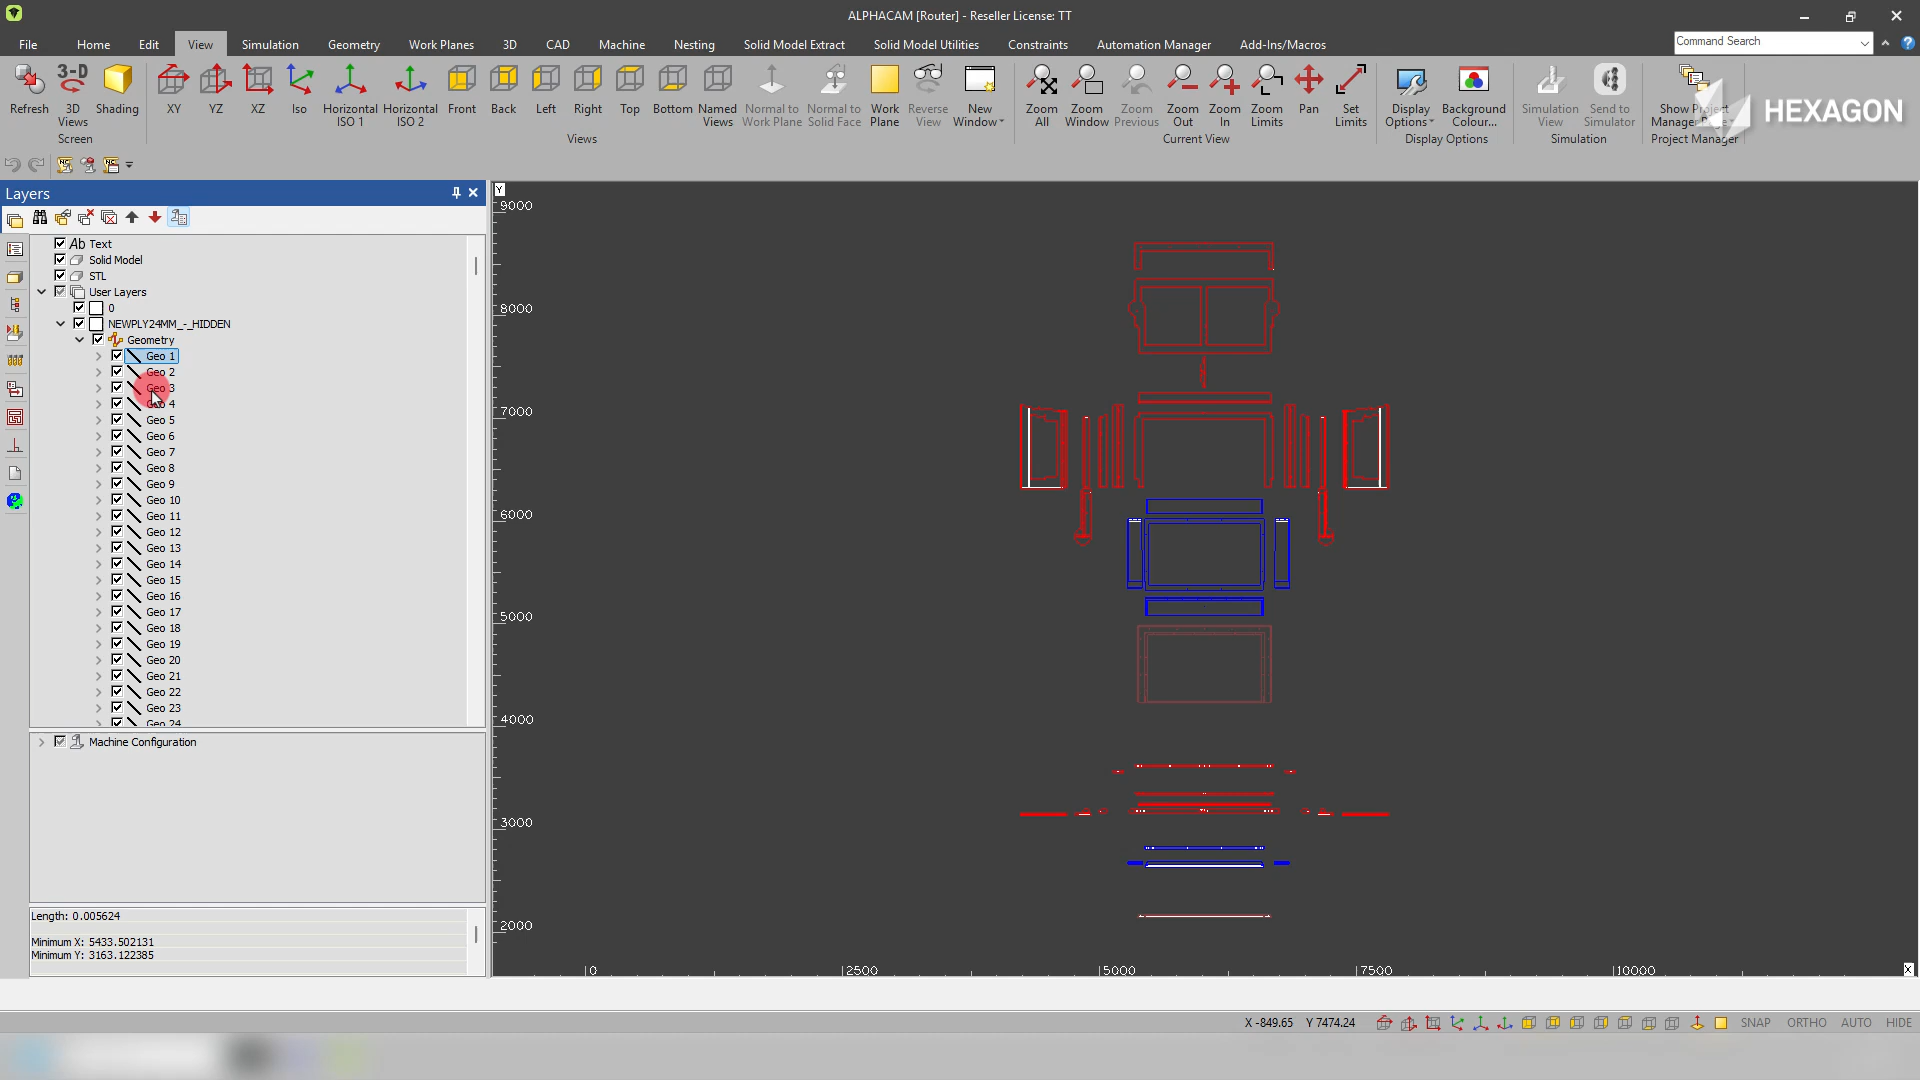 ALPHACAM [Router] - Reseller License: TT
File Home Edit View Simulation Geometry Work Planes 3D CAD Machine Nesting Solid Model Extract Solid Model Utilities Constraints Automation Manager Add-Ins/Macros Command Search
Refresh 3D Views Shading XY YZ XZ Iso Horizontal ISO 1 Horizontal ISO 2 Front Back Left Right Top Bottom Named Views Normal to Work Plane Normal to Solid Face Work Plane Reverse View New Window Zoom All Zoom Window Zoom Previous Zoom Out Zoom In Zoom Limits Pan Set Limits Display Options Background Colour... Simulation View Send to Simulator Show Project Manager
HEXAGON
Screen Views Current View Display Options Simulation Project Manager
Layers
Ab Text
Solid Model
STL
User Layers
0
NEWPLY24MM_-_HIDDEN
Geometry
Geo 1
Geo 2
Geo 3
Geo 4
Geo 5
Geo 6
Geo 7
Geo 8
Geo 9
Geo 10
Geo 11
Geo 12
Geo 13
Geo 14
Geo 15
Geo 16
Geo 17
Geo 18
Geo 19
Geo 20
Geo 21
Geo 22
Geo 23
Geo 24
Machine Configuration
Length: 0.005624
Minimum X: 5433.502131
Minimum Y: 3163.122385
Y
9000
8000
7000
6000
5000
4000
3000
2000
0 2500 5000 7500 10000 X
X -849.65 Y 7474.24 SNAP ORTHO AUTO HIDE